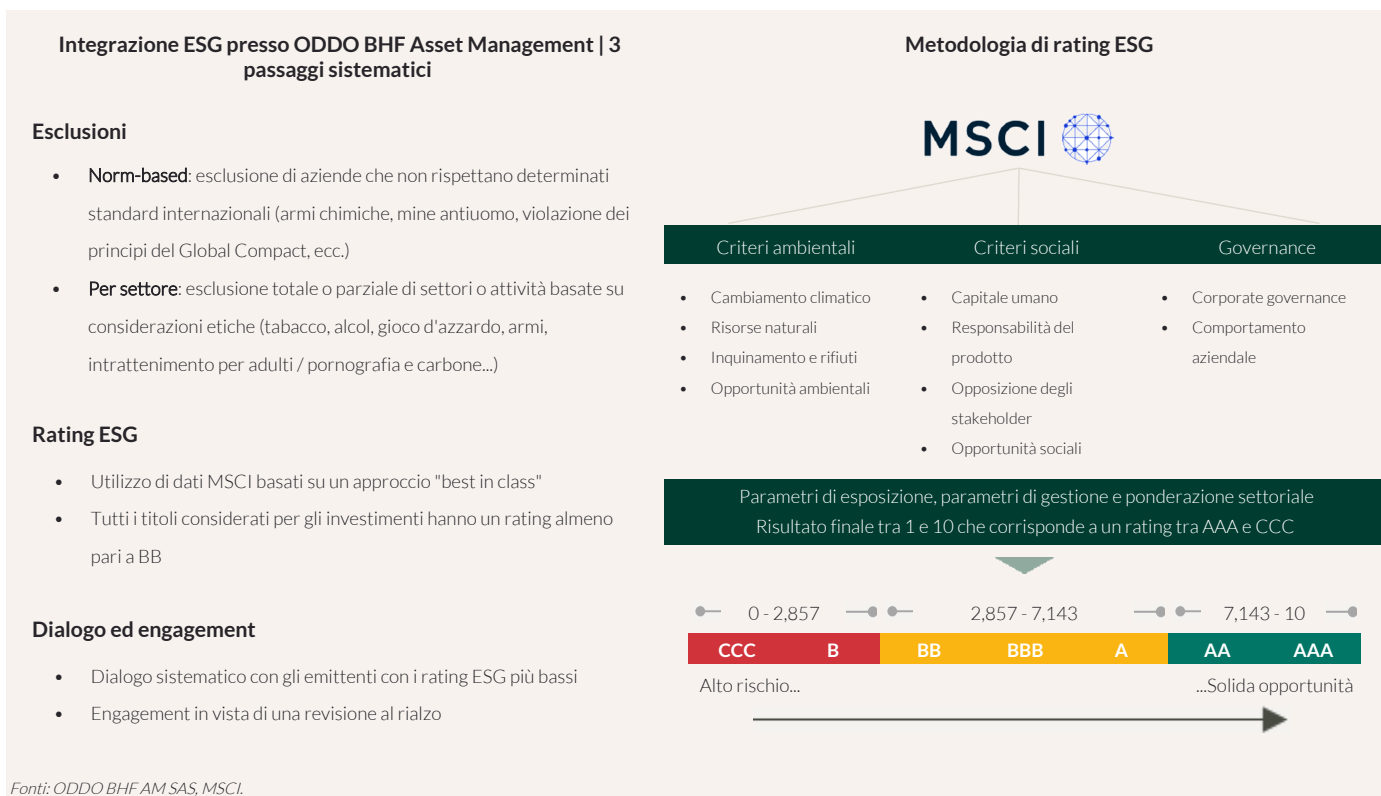 Integrazione ESG presso ODDO BHF Asset Management | 3
passaggi sistematici
Esclusioni
• Norm-based: esclusione di aziende che non rispettano determinati
standard internazionali (armi chimiche, mine antiuomo, violazione dei
principi del Global Compact, ecc.)
• Per settore: esclusione totale o parziale di settori o attività basate su
considerazioni etiche (tabacco, alcol, gioco d'azzardo, armi,
intrattenimento per adulti / pornografia e carbone...)
Rating ESG
• Utilizzo di dati MSCI basati su un approccio "best in class"
• Tutti i titoli considerati per gli investimenti hanno un rating almeno
pari a BB
Dialogo ed engagement
• Dialogo sistematico con gli emittenti con i rating ESG più bassi
• Engagement in vista di una revisione al rialzo
Metodologia di rating ESG
MSCI
Criteri ambientali
• Cambiamento climatico
• Risorse naturali
• Inquinamento e rifiuti
• Opportunità ambientali
Criteri sociali
• Capitale umano
• Responsabilità del
prodotto
• Opposizione degli
stakeholder
• Opportunità sociali
Governance
• Corporate governance
• Comportamento
aziendale
Parametri di esposizione, parametri di gestione e ponderazione settoriale
Risultato finale tra 1 e 10 che corrisponde a un rating tra AAA e CCC
0 - 2,857 2,857 - 7,143 7,143 - 10
CCC B BB BBB A AA AAA
Alto rischio... ...Solida opportunità
Fonti: ODDO BHF AM SAS, MSCI.